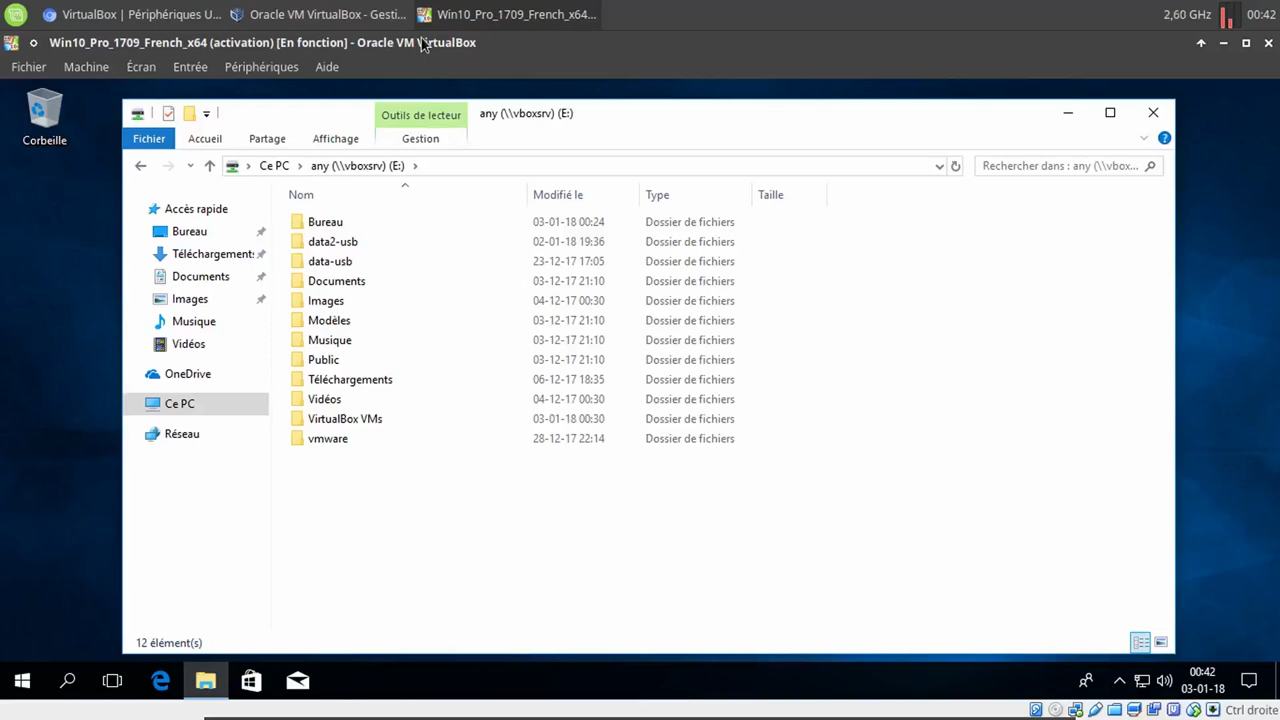 VirtualBox | Périphériques U... Oracle VM VirtualBox - Gesti... Win10_Pro_1709_French_x64... 2,60 GHz 00:42
Win10_Pro_1709_French_x64 (activation) [En fonction] - Oracle VM VirtualBox
Fichier Machine Écran Entrée Périphériques Aide
Corbeille
Outils de lecteur any (\\vboxsrv) (E:)
Fichier Accueil Partage Affichage Gestion
Ce PC any (\\vboxsrv) (E:) Rechercher dans : any (\\vbox...
Nom Modifié le Type Taille
Accès rapide
Bureau
Téléchargements
Documents
Images
Musique
Vidéos
OneDrive
Ce PC
Réseau
Bureau 03-01-18 00:24 Dossier de fichiers
data2-usb 02-01-18 19:36 Dossier de fichiers
data-usb 23-12-17 17:05 Dossier de fichiers
Documents 03-12-17 21:10 Dossier de fichiers
Images 04-12-17 00:30 Dossier de fichiers
Modèles 03-12-17 21:10 Dossier de fichiers
Musique 03-12-17 21:10 Dossier de fichiers
Public 03-12-17 21:10 Dossier de fichiers
Téléchargements 06-12-17 18:35 Dossier de fichiers
Vidéos 04-12-17 00:30 Dossier de fichiers
VirtualBox VMs 03-01-18 00:30 Dossier de fichiers
vmware 28-12-17 22:14 Dossier de fichiers
12 élément(s)
00:42
03-01-18
Ctrl droite